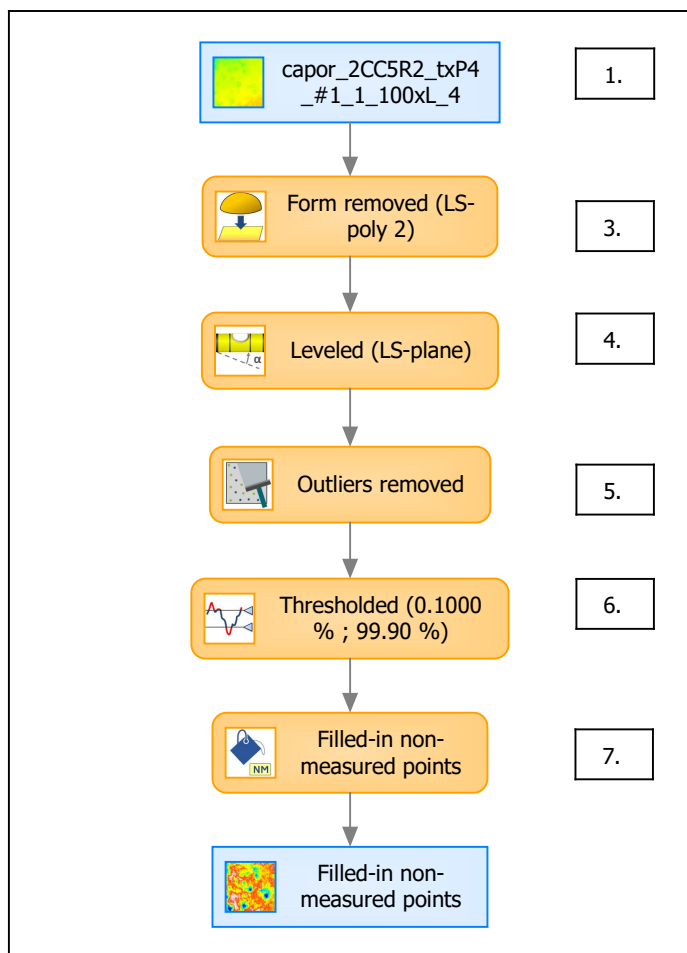 capor_2CC5R2_txP4
_#1_1_100xL_4
1.
Form removed (LS-
poly 2)
3.
α
Leveled (LS-plane)
4.
Outliers removed
5.
Thresholded (0.1000
% ; 99.90 %)
6.
NM
Filled-in non-
measured points
7.
Filled-in non-
measured points